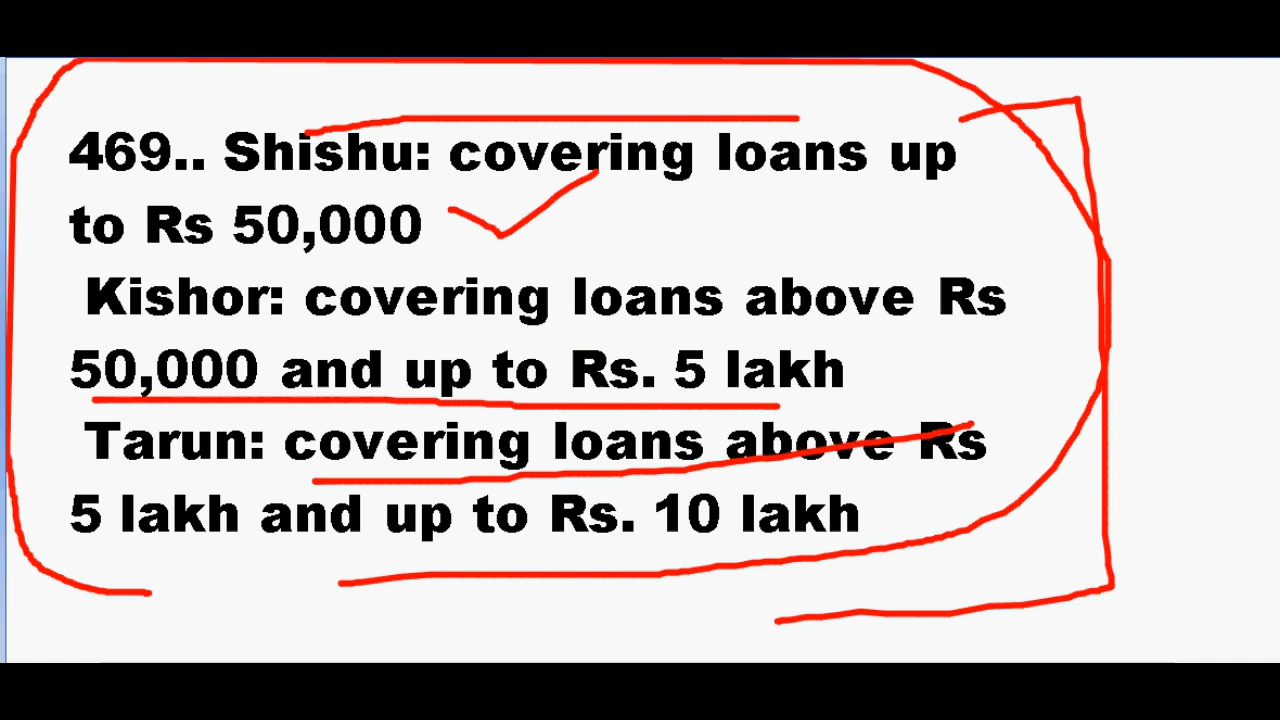 469.. Shishu: covering loans up
to Rs 50,000
Kishor: covering loans above Rs
50,000 and up to Rs. 5 lakh
Tarun: covering loans above Rs
5 lakh and up to Rs. 10 lakh